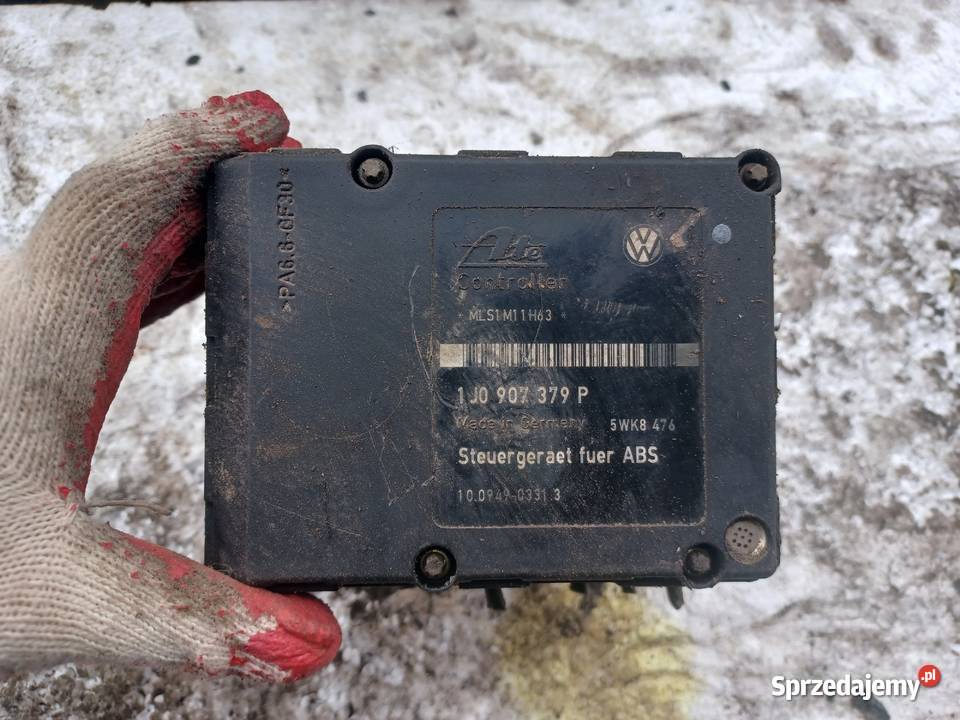 >PA6.6-GF30<
Ate
Controller
* MLS1M11H63 *
1J0 907 379 P
Made in Germany 5WK8 476
Steuergeraet fuer ABS
10.0949-0331.3
Sprzedajemy.pl